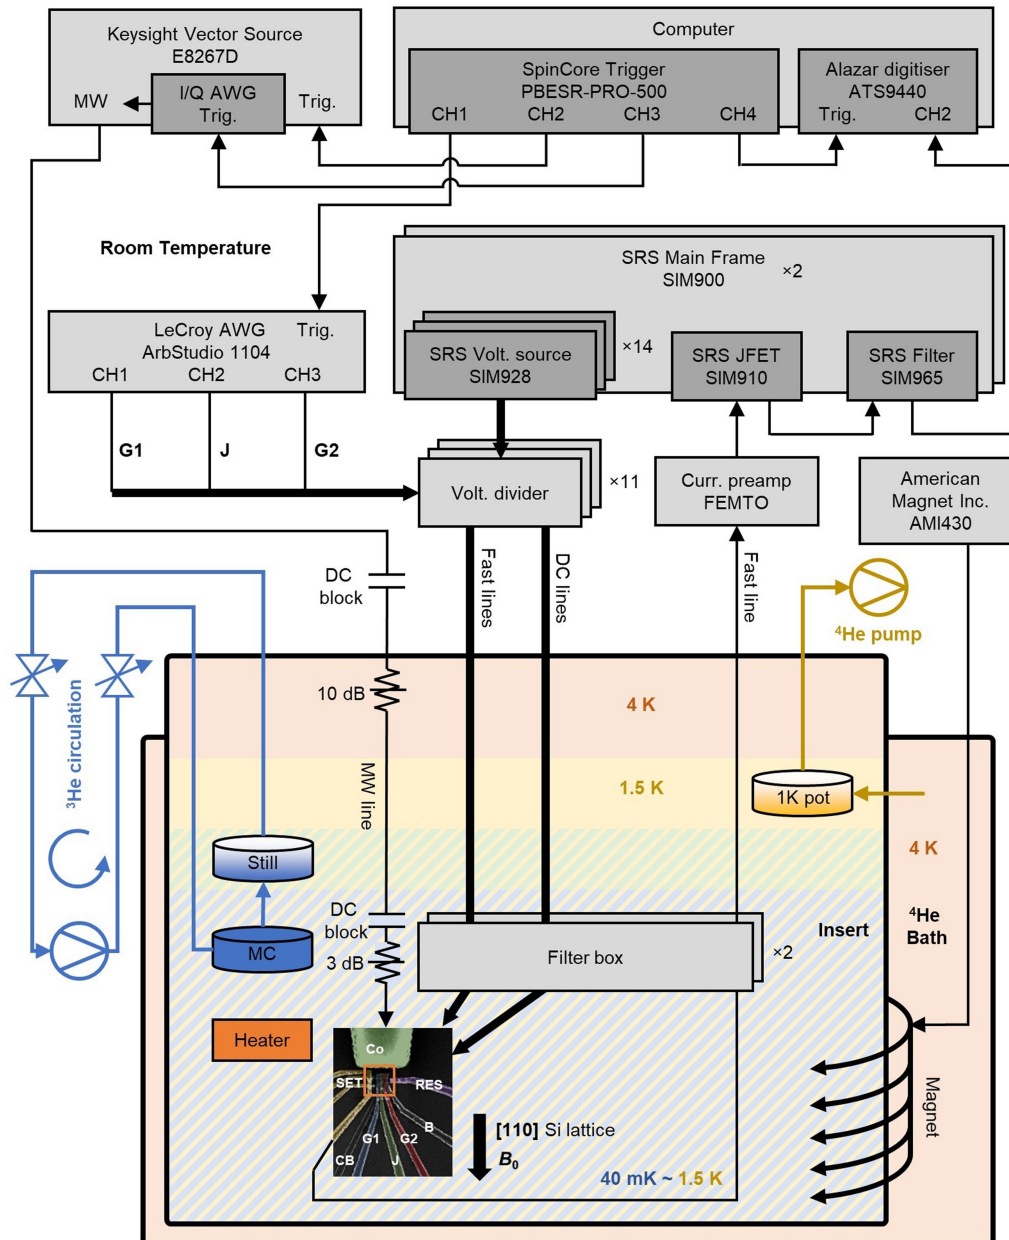 Keysight Vector Source
E8267D
MW
I/Q AWG
Trig.
Trig.
Computer
SpinCore Trigger
PBESR-PRO-500
CH1 CH2 CH3 CH4
Alazar digitiser
ATS9440
Trig. CH2
Room Temperature
SRS Main Frame
SIM900
×2
LeCroy AWG
ArbStudio 1104
Trig.
CH1 CH2 CH3
SRS Volt. source
SIM928
×14
SRS JFET
SIM910
SRS Filter
SIM965
G1 J G2
Volt. divider
×11
Curr. preamp
FEMTO
American
Magnet Inc.
AMI430
DC
block
Fast lines
DC lines
Fast line
⁴He pump
³He circulation
10 dB
4 K
MW line
1.5 K
1K pot
Still
4 K
DC
block
MC
3 dB
Filter box
×2
Insert
⁴He
Bath
Heater
Co
SET
RES
G1
G2
B
CB
J
[110] Si lattice
B₀
40 mK ~ 1.5 K
Magnet